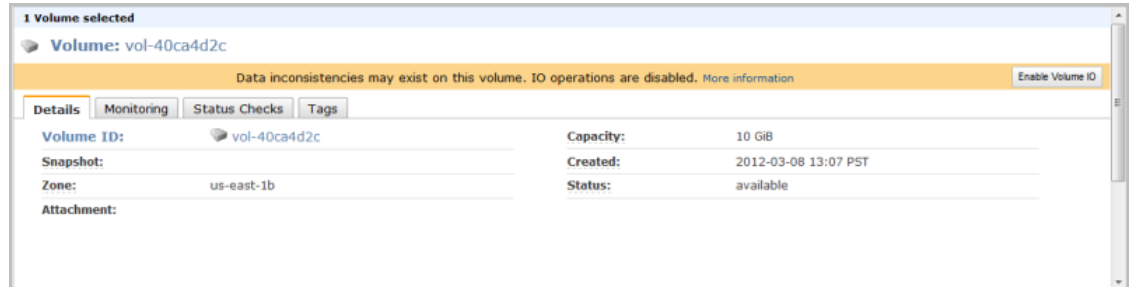 1 Volume selected
Volume: vol-40ca4d2c
Data inconsistencies may exist on this volume. IO operations are disabled. More information
Enable Volume IO
Details Monitoring Status Checks Tags
Volume ID: vol-40ca4d2c Capacity: 10 GiB
Snapshot: Created: 2012-03-08 13:07 PST
Zone: us-east-1b Status: available
Attachment: